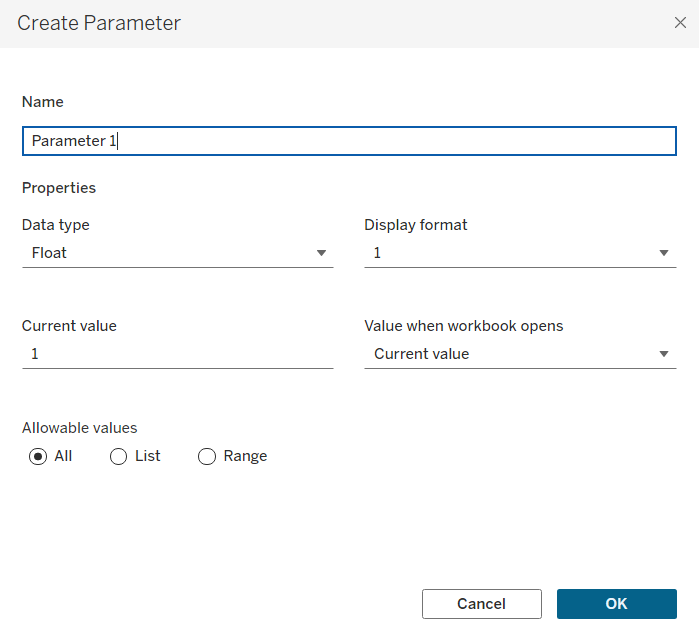 Create Parameter
Name
Parameter 1
Properties
Data type Display format
Float 1
Current value Value when workbook opens
1 Current value
Allowable values
All List Range
Cancel OK